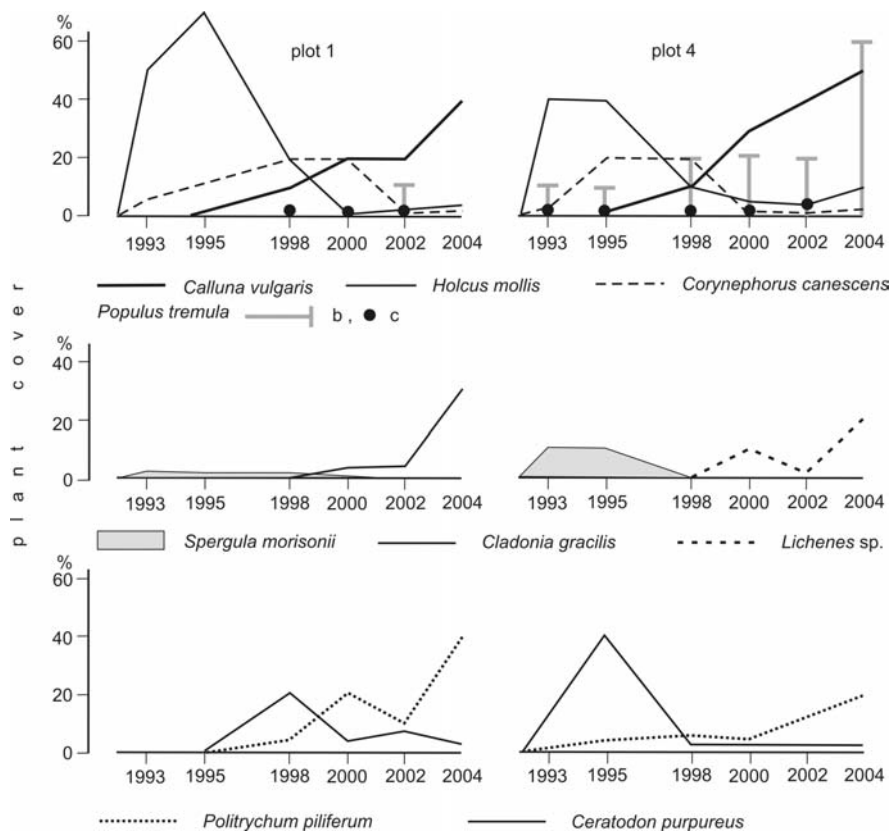 %
plot 1
plot 4
60
40
20
0
1993 1995 1998 2000 2002 2004
1993 1995 1998 2000 2002 2004
Calluna vulgaris Holcus mollis Corynephorus canescens
Populus tremula b , c
plant cover
%
40
20
0
1993 1995 1998 2000 2002 2004
1993 1995 1998 2000 2002 2004
Spergula morisonii Cladonia gracilis Lichenes sp.
%
60
40
20
0
1993 1995 1998 2000 2002 2004
1993 1995 1998 2000 2002 2004
Politrychum piliferum Ceratodon purpureus